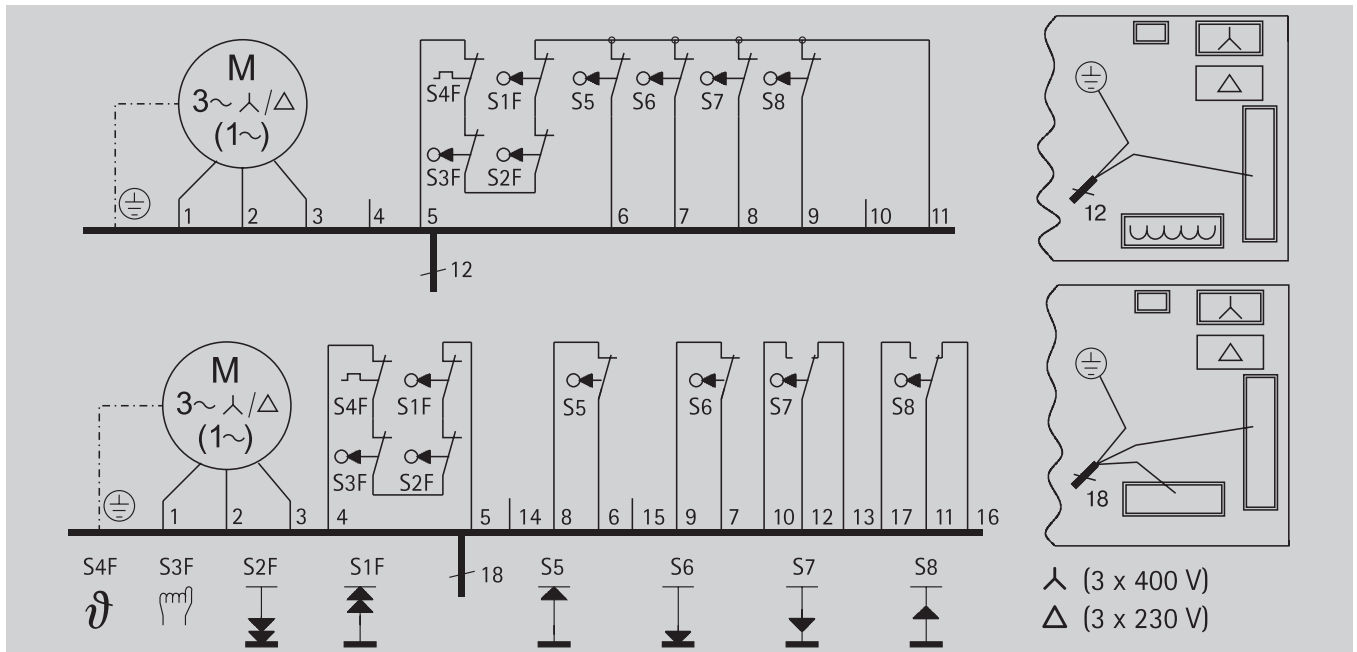 M
3~ ⅄ / △
(1~)
S4F S1F S5 S6 S7 S8
S3F S2F
1 2 3 4 5 6 7 8 9 10 11
12
12
M
3~ ⅄ / △
(1~)
S4F S1F S5 S6 S7 S8
S3F S2F
1 2 3 4 5 14 8 6 15 9 7 10 12 13 17 11 16
18
18
S4F S3F S2F S1F S5 S6 S7 S8
ϑ
⅄ (3 x 400 V)
△ (3 x 230 V)